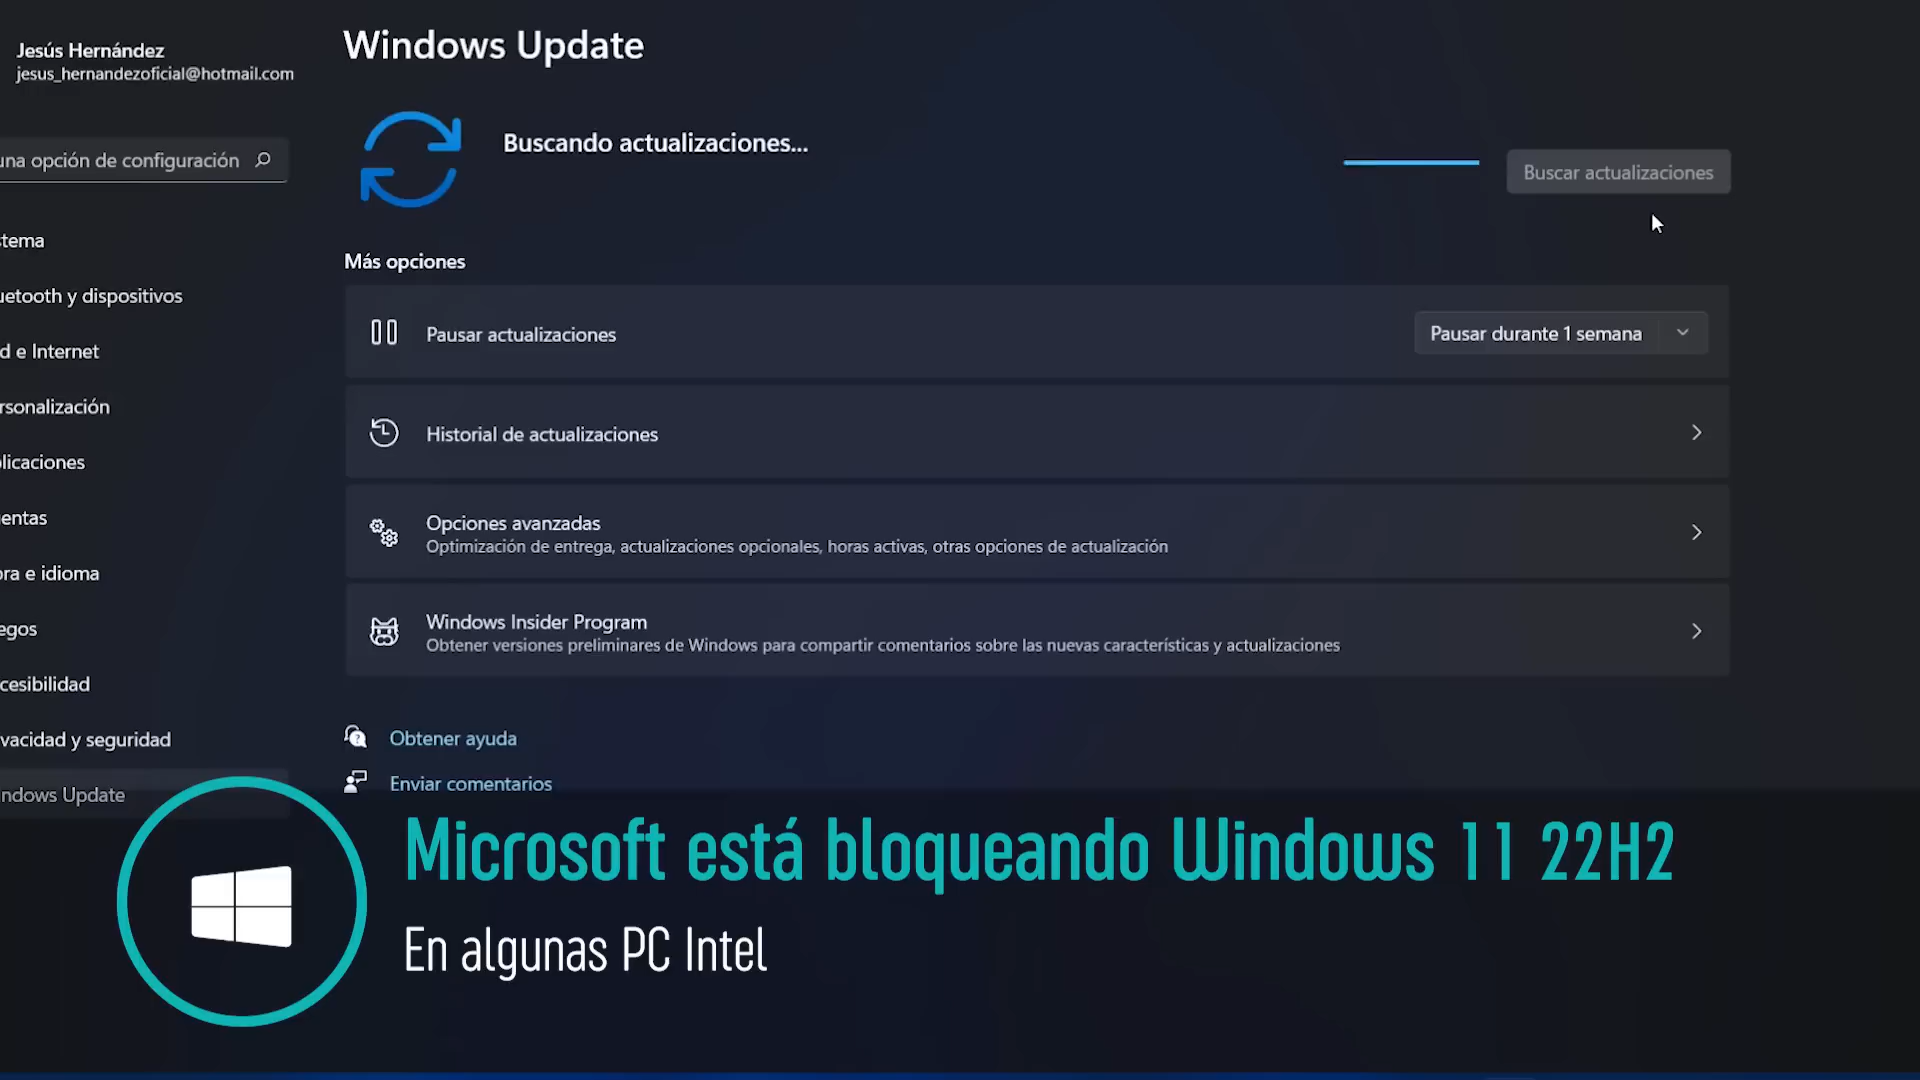 Jesús Hernández
jesus_hernandezoficial@hotmail.com
una opción de configuración
stema
uetooth y dispositivos
d e Internet
rsonalización
licaciones
entas
ora e idioma
egos
cesibilidad
vacidad y seguridad
ndows Update
Windows Update
Buscando actualizaciones...
Buscar actualizaciones
Más opciones
Pausar actualizaciones
Pausar durante 1 semana
Historial de actualizaciones
Opciones avanzadas
Optimización de entrega, actualizaciones opcionales, horas activas, otras opciones de actualización
Windows Insider Program
Obtener versiones preliminares de Windows para compartir comentarios sobre las nuevas características y actualizaciones
Obtener ayuda
Enviar comentarios
Microsoft está bloqueando Windows 11 22H2
En algunas PC Intel